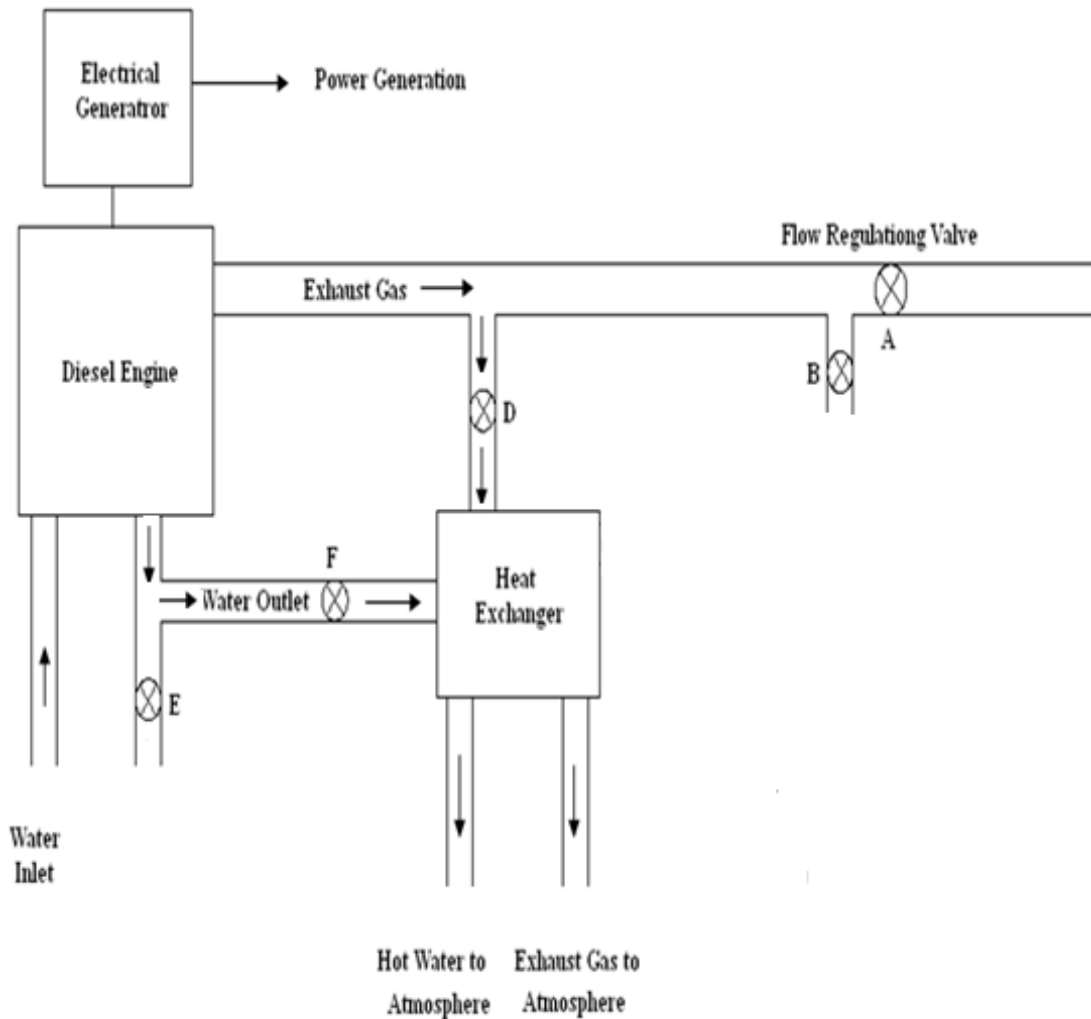 Electrical
Generatror
Power Generation
Flow Regulationg Valve
Exhaust Gas
A
Diesel Engine
B
D
F
Heat
Exchanger
Water Outlet
E
Water
Inlet
Hot Water to
Atmosphere
Exhaust Gas to
Atmosphere